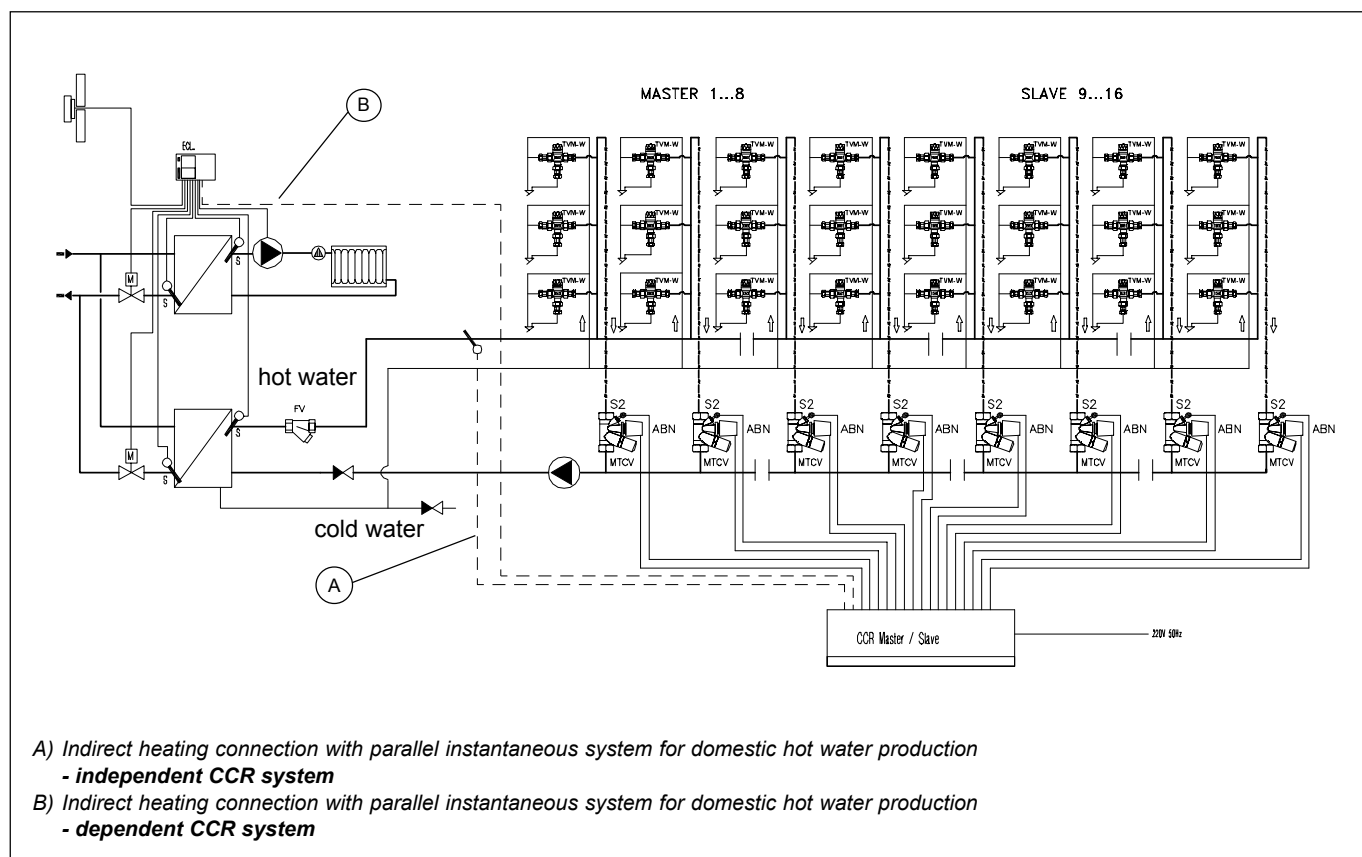 MASTER 1...8 SLAVE 9...16
B
ECL
TVM-W TVM-W TVM-W TVM-W TVM-W TVM-W TVM-W TVM-W
TVM-W TVM-W TVM-W TVM-W TVM-W TVM-W TVM-W TVM-W
S
M
TVM-W TVM-W TVM-W TVM-W TVM-W TVM-W TVM-W TVM-W
S
hot water
FV
S2 S2 S2 S2 S2 S2 S2 S2
S
ABN ABN ABN ABN ABN ABN ABN ABN
M
MTCV MTCV MTCV MTCV MTCV MTCV MTCV MTCV
S
cold water
A
CCR Master / Slave
220V 50Hz
A) Indirect heating connection with parallel instantaneous system for domestic hot water production
- independent CCR system
B) Indirect heating connection with parallel instantaneous system for domestic hot water production
- dependent CCR system